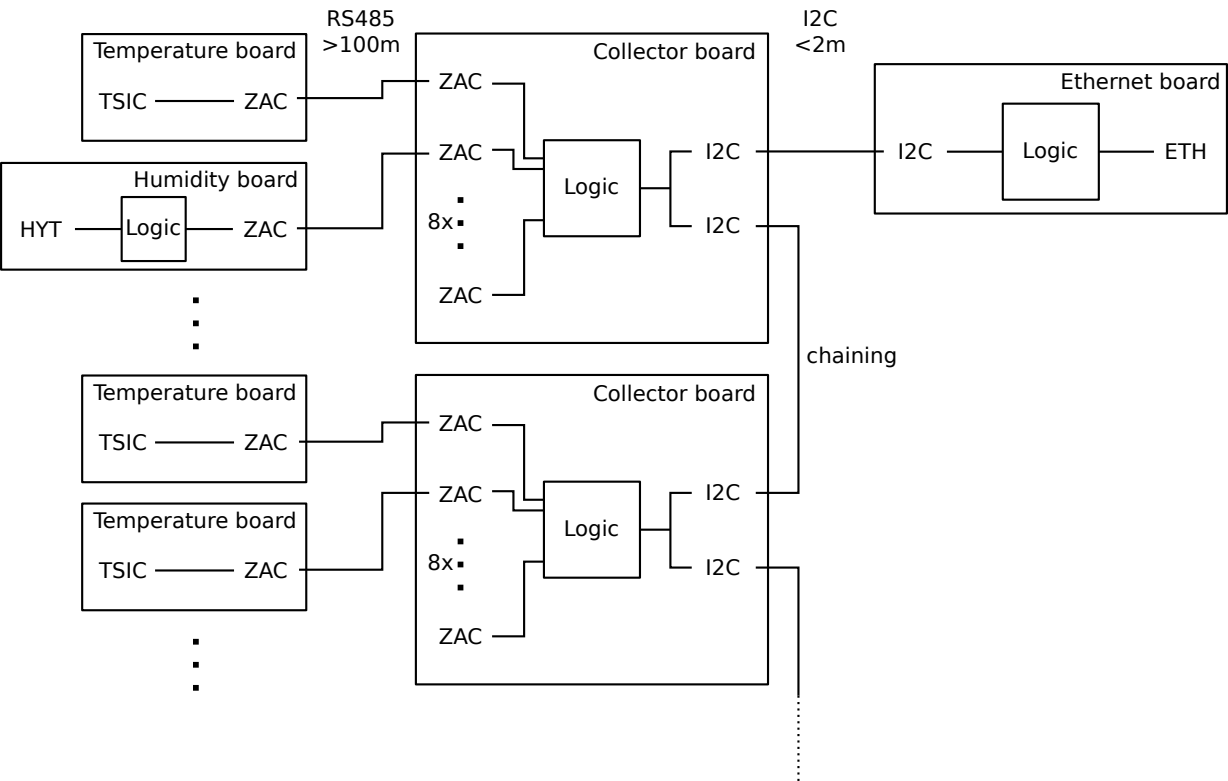 RS485
>100m
I2C
<2m
Temperature board
TSIC
ZAC
Humidity board
HYT
Logic
ZAC
Collector board
ZAC
ZAC
8x
ZAC
Logic
I2C
I2C
Ethernet board
I2C
Logic
ETH
chaining
Temperature board
TSIC
ZAC
Temperature board
TSIC
ZAC
Collector board
ZAC
ZAC
8x
ZAC
Logic
I2C
I2C